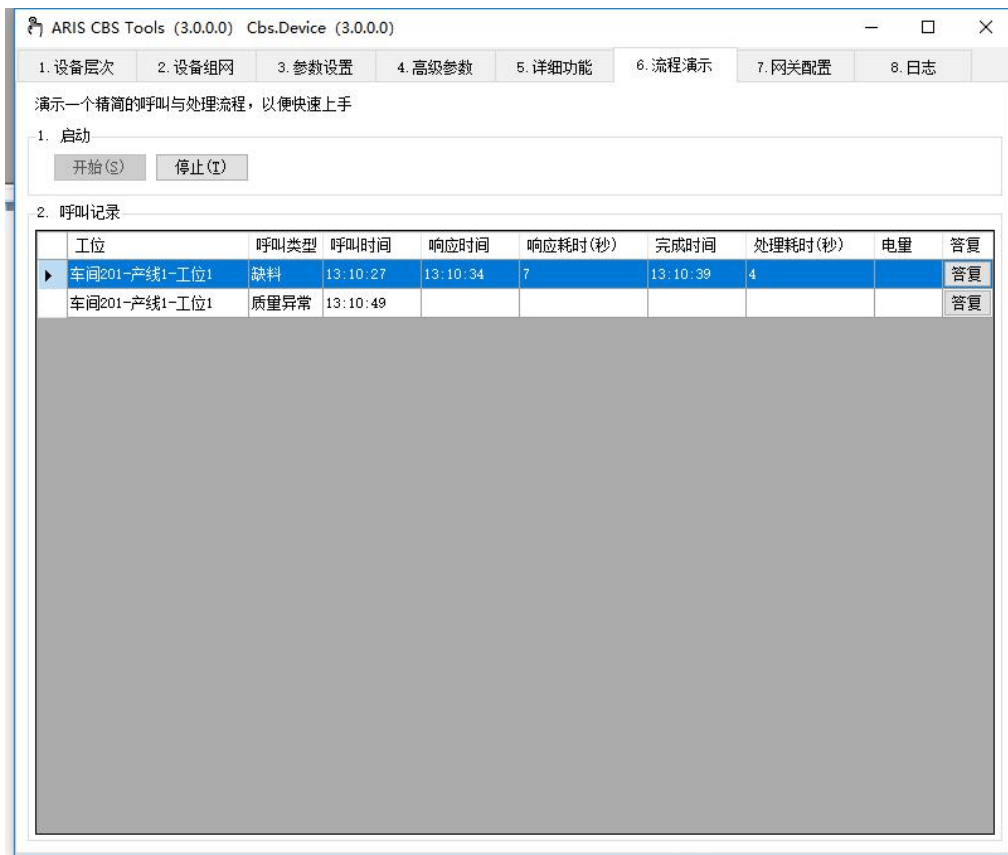 ARIS CBS Tools (3.0.0.0) Cbs.Device (3.0.0.0)
1.设备层次 2.设备组网 3.参数设置 4.高级参数 5.详细功能 6.流程演示 7.网关配置 8.日志
演示一个精简的呼叫与处理流程，以便快速上手
1. 启动
开始(S) 停止(T)
2. 呼叫记录
工位 呼叫类型 呼叫时间 响应时间 响应耗时(秒) 完成时间 处理耗时(秒) 电量 答复
车间201-产线1-工位1 缺料 13:10:27 13:10:34 7 13:10:39 4 答复
车间201-产线1-工位1 质量异常 13:10:49 答复